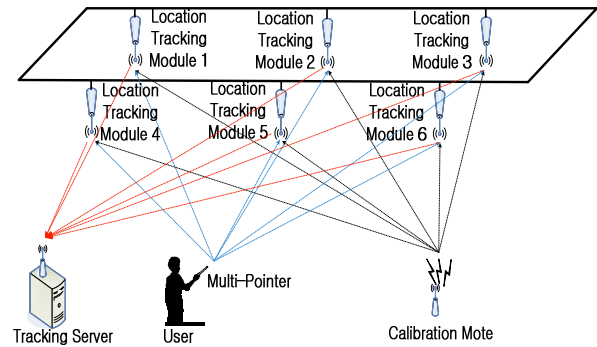 Location
Tracking
Module 1
Location
Tracking
Module 2
Location
Tracking
Module 3
Location
Tracking
Module 4
Location
Tracking
Module 5
Location
Tracking
Module 6
Multi-Pointer
Tracking Server
User
Calibration Mote